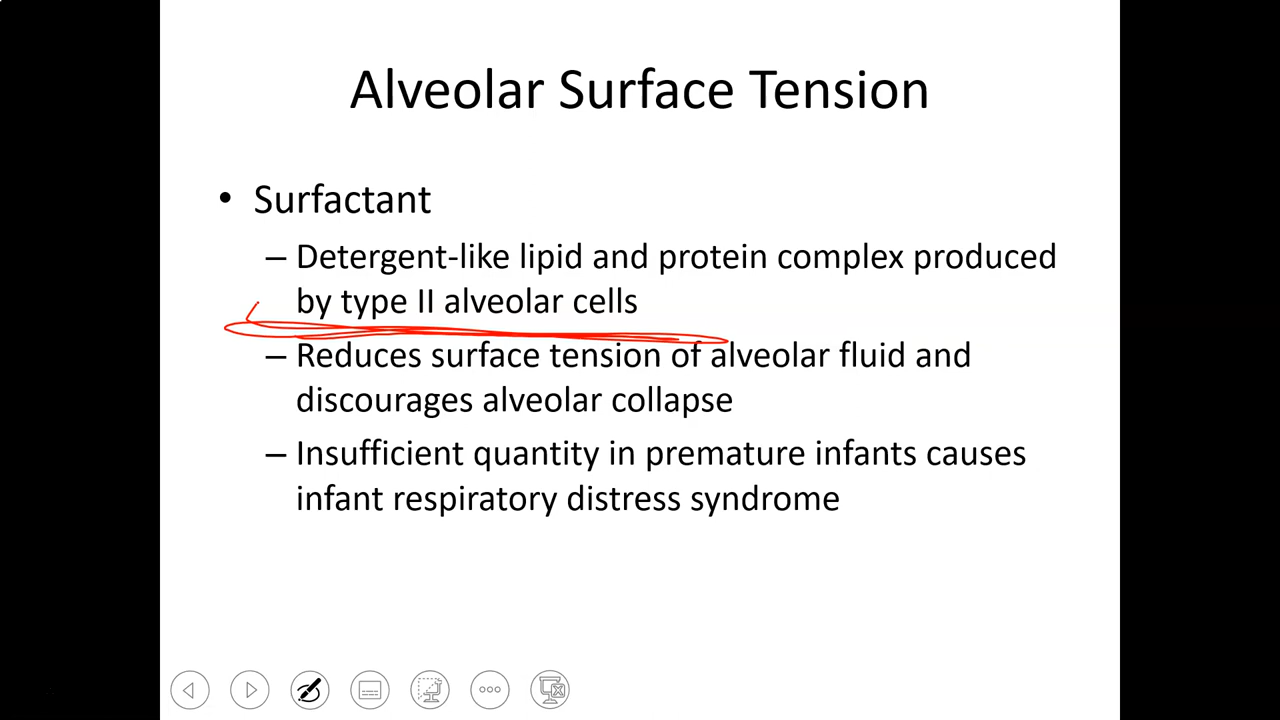 Alveolar Surface Tension
• Surfactant
– Detergent-like lipid and protein complex produced
by type II alveolar cells
– Reduces surface tension of alveolar fluid and
discourages alveolar collapse
– Insufficient quantity in premature infants causes
infant respiratory distress syndrome